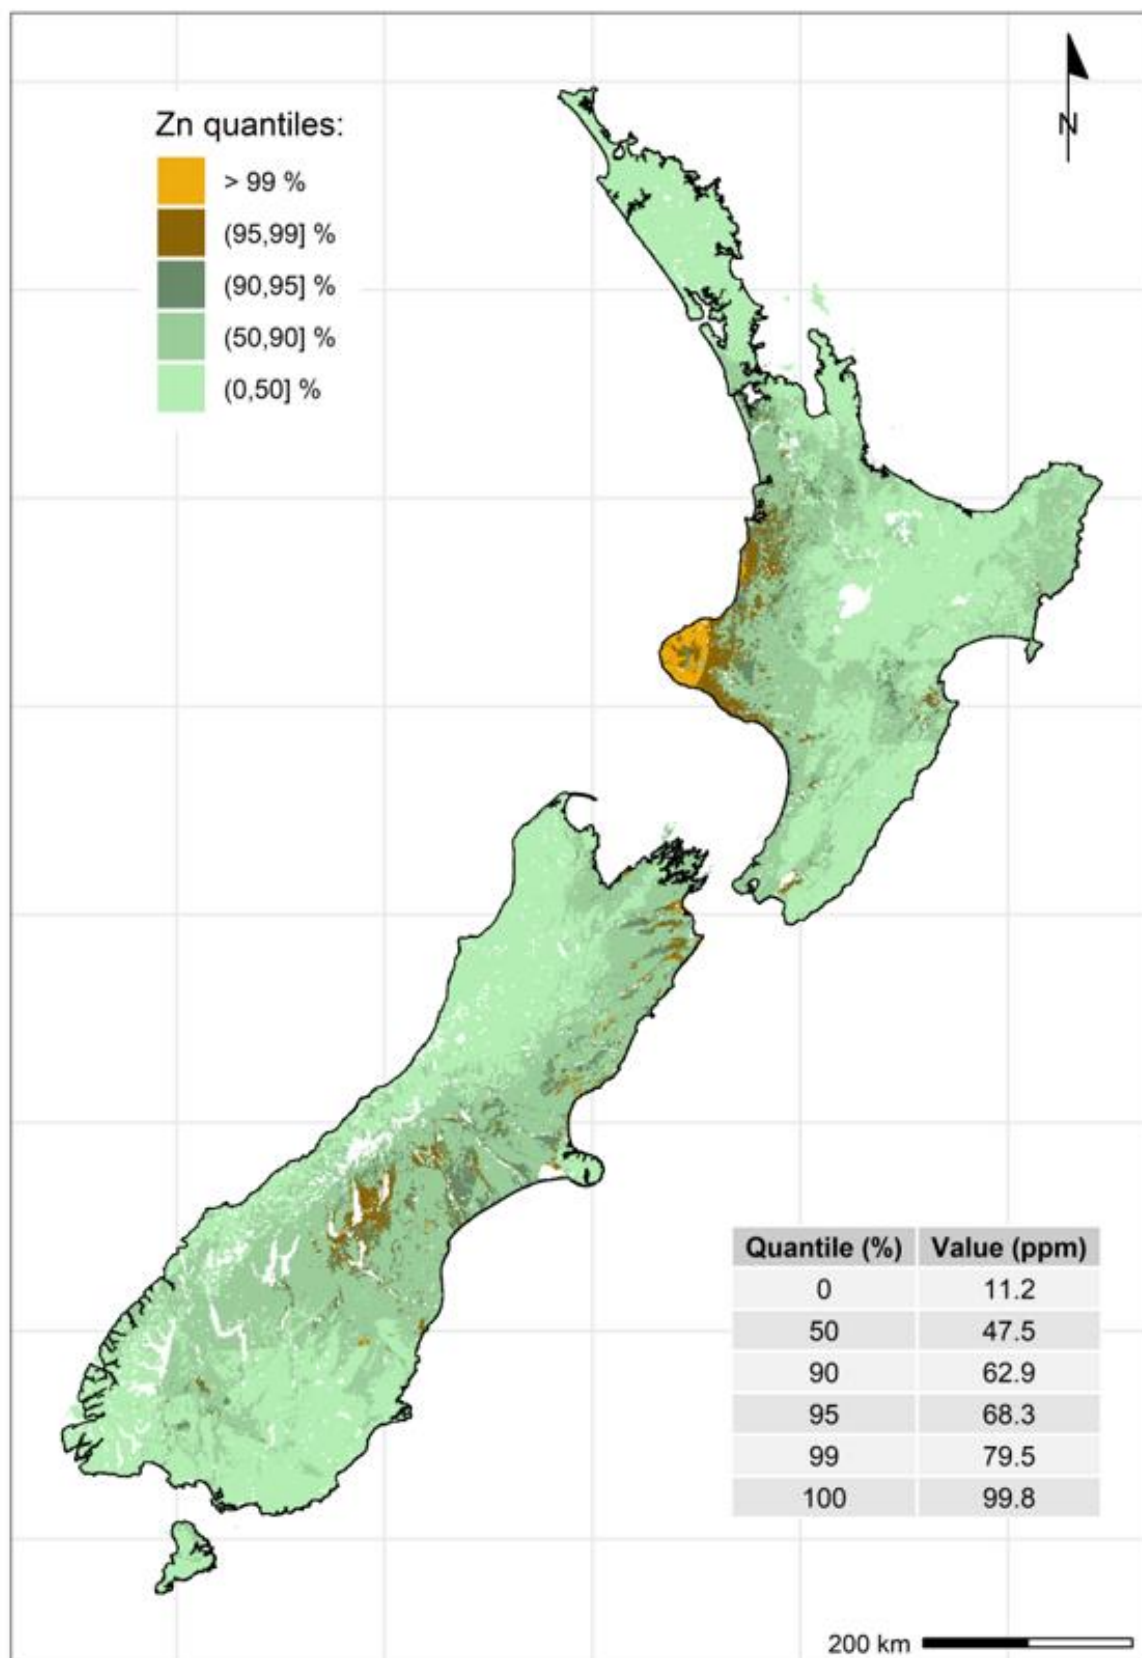 N
Zn quantiles:
> 99 %
(95,99] %
(90,95] %
(50,90] %
(0,50] %
Quantile (%) Value (ppm)
0 11.2
50 47.5
90 62.9
95 68.3
99 79.5
100 99.8
200 km